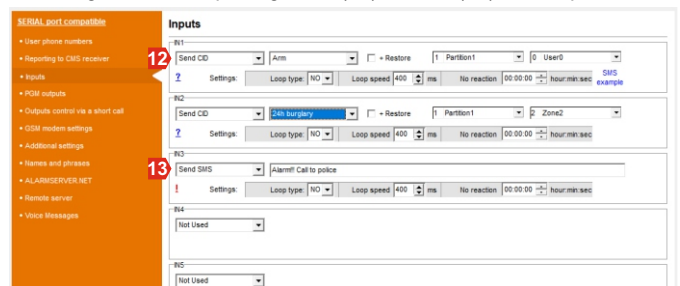 SERIAL port compatible
• User phone numbers
• Reporting to CMS receiver
• Inputs
• PGM outputs
• Outputs control via a short call
• GSM modem settings
• Additional settings
• Names and phrases
• ALARMSERVER.NET
• Remote server
• Voice Messages
Inputs
IN1
12 Send CID Arm + Restore 1 Partition1 0 User0
? Settings: Loop type: NO Loop speed 400 ms No reaction 00:00:00 hour:min:sec SMS example
IN2
Send CID 24h burglary + Restore 1 Partition1 2 Zone2
? Settings: Loop type: NO Loop speed 400 ms No reaction 00:00:00 hour:min:sec
IN3
13 Send SMS Alarm!! Call to police
! Settings: Loop type: NO Loop speed 400 ms No reaction 00:00:00 hour:min:sec
IN4
Not Used
IN5
Not Used